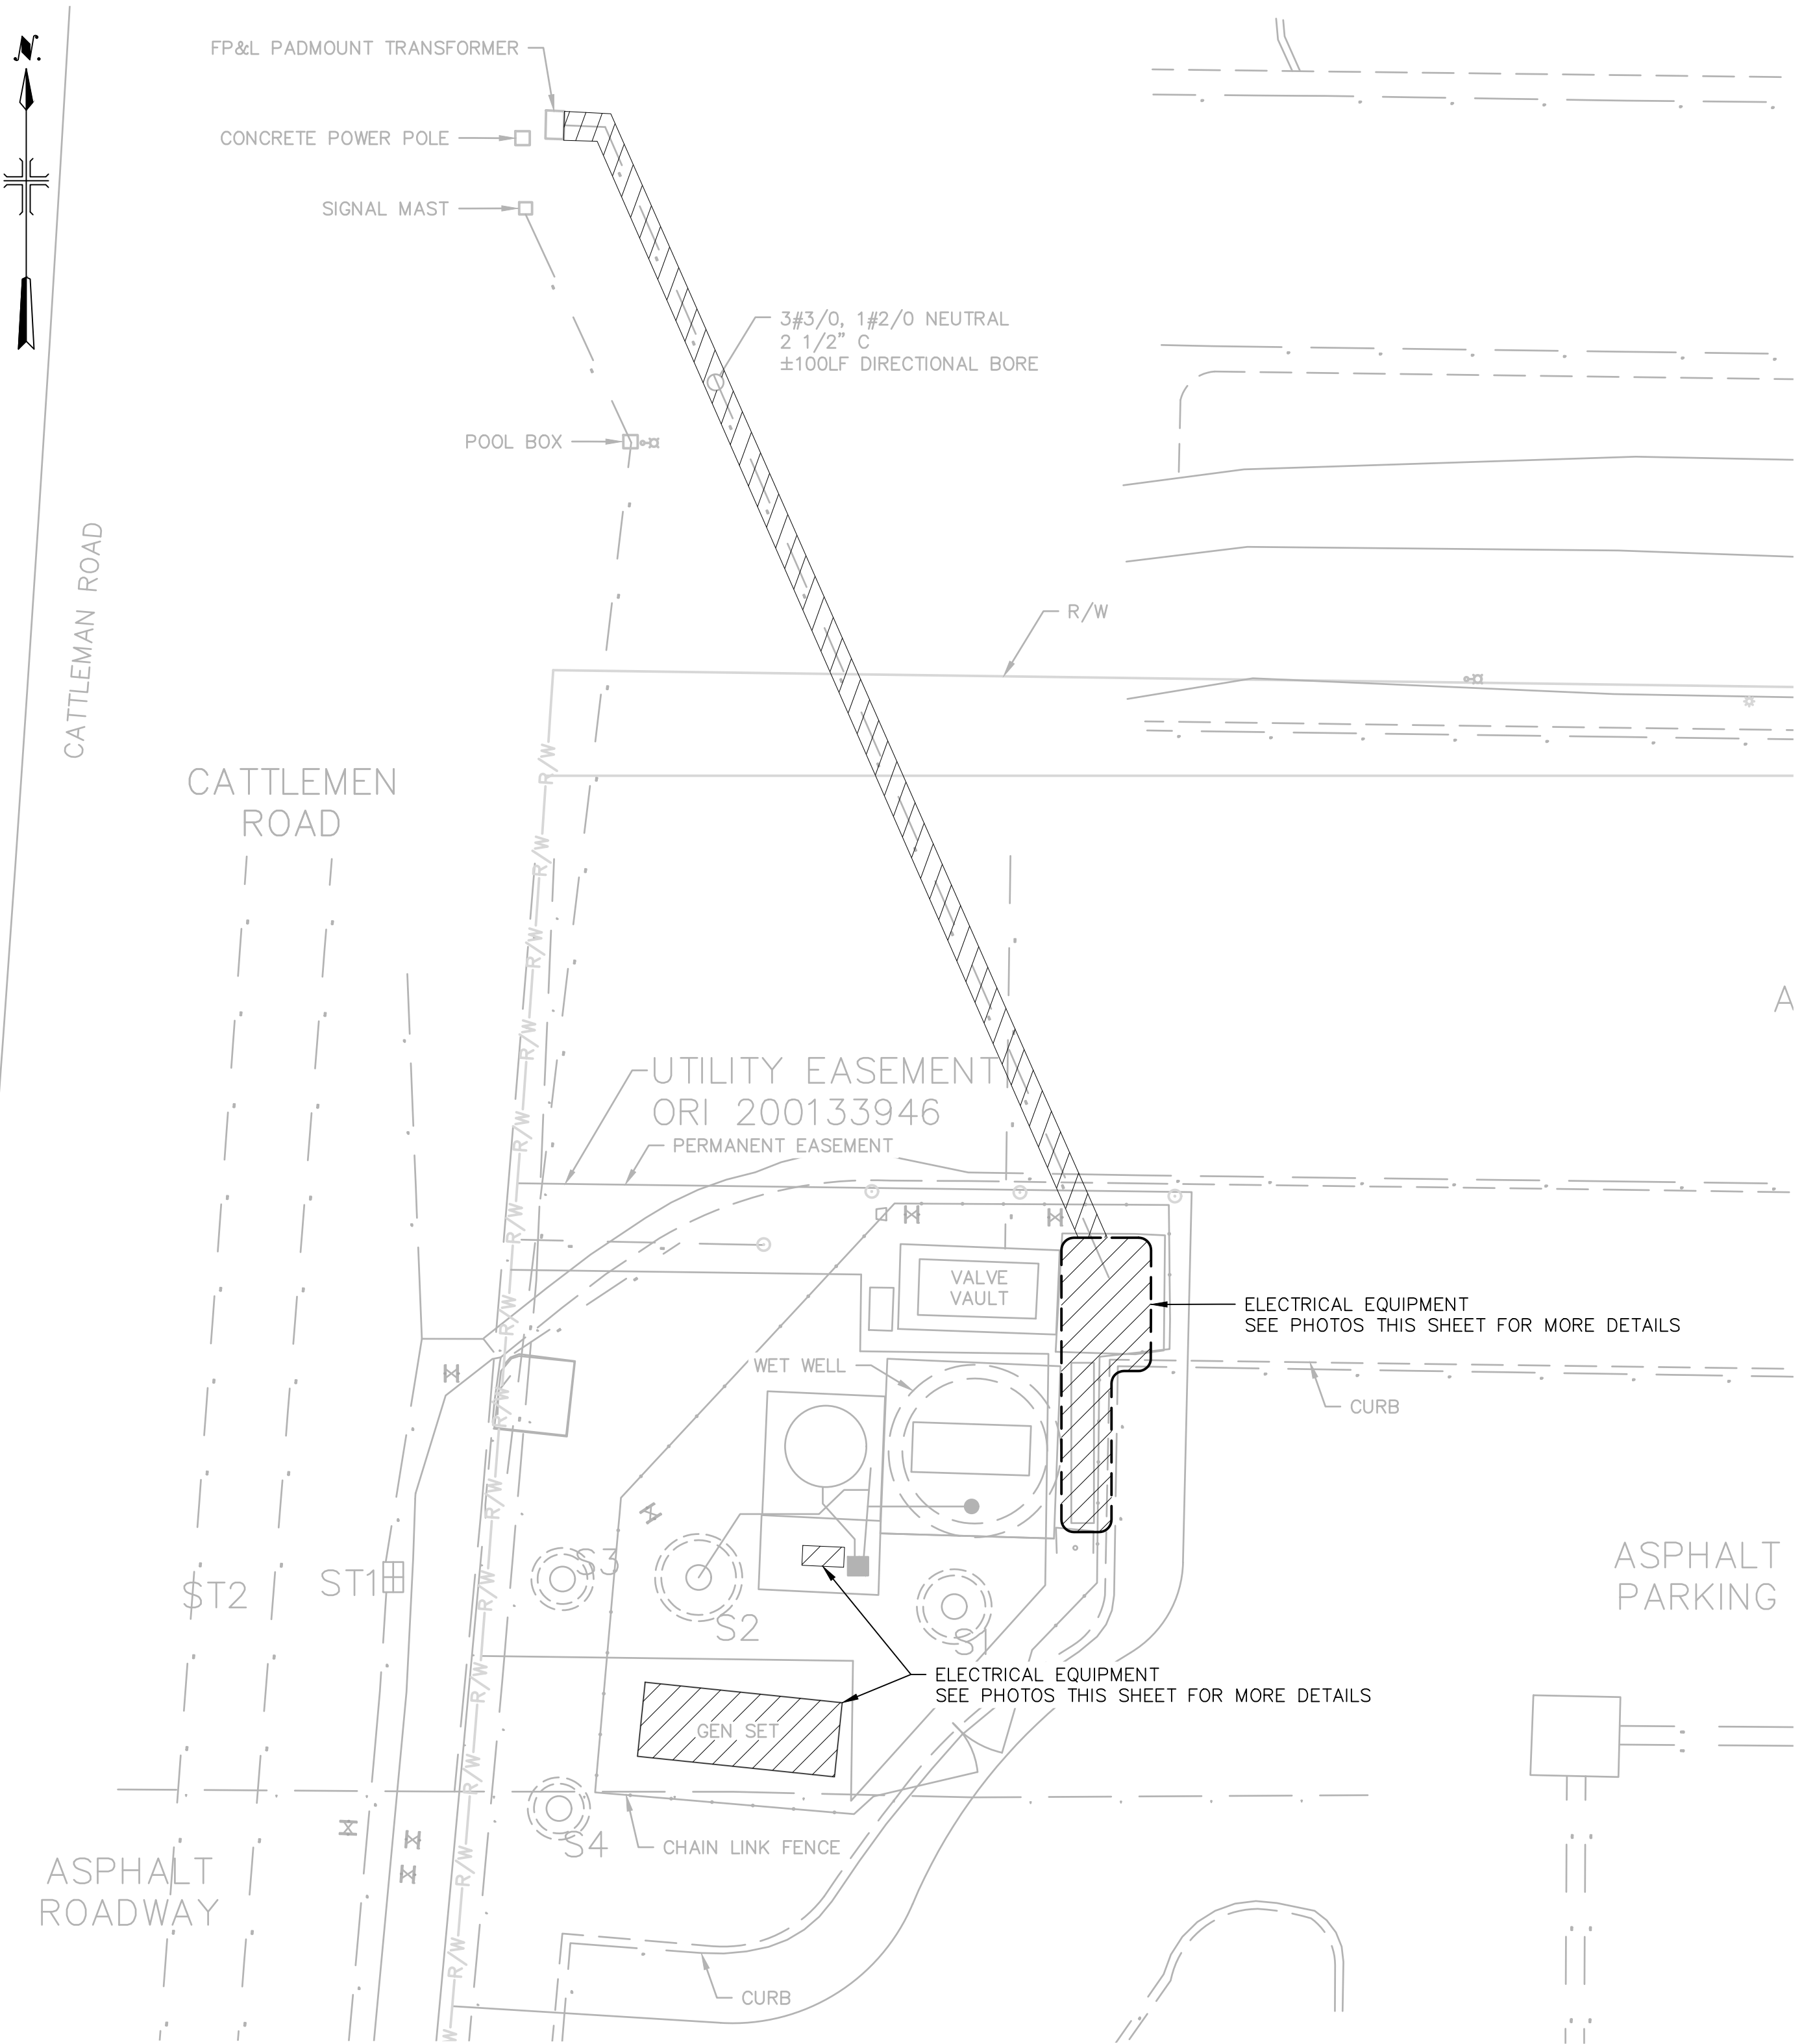 N.
FP&L PADMOUNT TRANSFORMER
CONCRETE POWER POLE
SIGNAL MAST
3#3/0, 1#2/0 NEUTRAL
2 1/2" C
±100LF DIRECTIONAL BORE
POOL BOX
CATTLEMAN ROAD
R/W
CATTLEMEN
ROAD
R/W
R/W
R/W
R/W
R/W
R/W
R/W
R/W
R/W
R/W
R/W
R/W
R/W
R/W
W
A
UTILITY EASEMENT
ORI 200133946
PERMANENT EASEMENT
VALVE
VAULT
ELECTRICAL EQUIPMENT
SEE PHOTOS THIS SHEET FOR MORE DETAILS
WET WELL
CURB
S3
ST1
ST2
S2
S1
ASPHALT
PARKING
ELECTRICAL EQUIPMENT
SEE PHOTOS THIS SHEET FOR MORE DETAILS
GEN SET
S4
CHAIN LINK FENCE
ASPHALT
ROADWAY
CURB